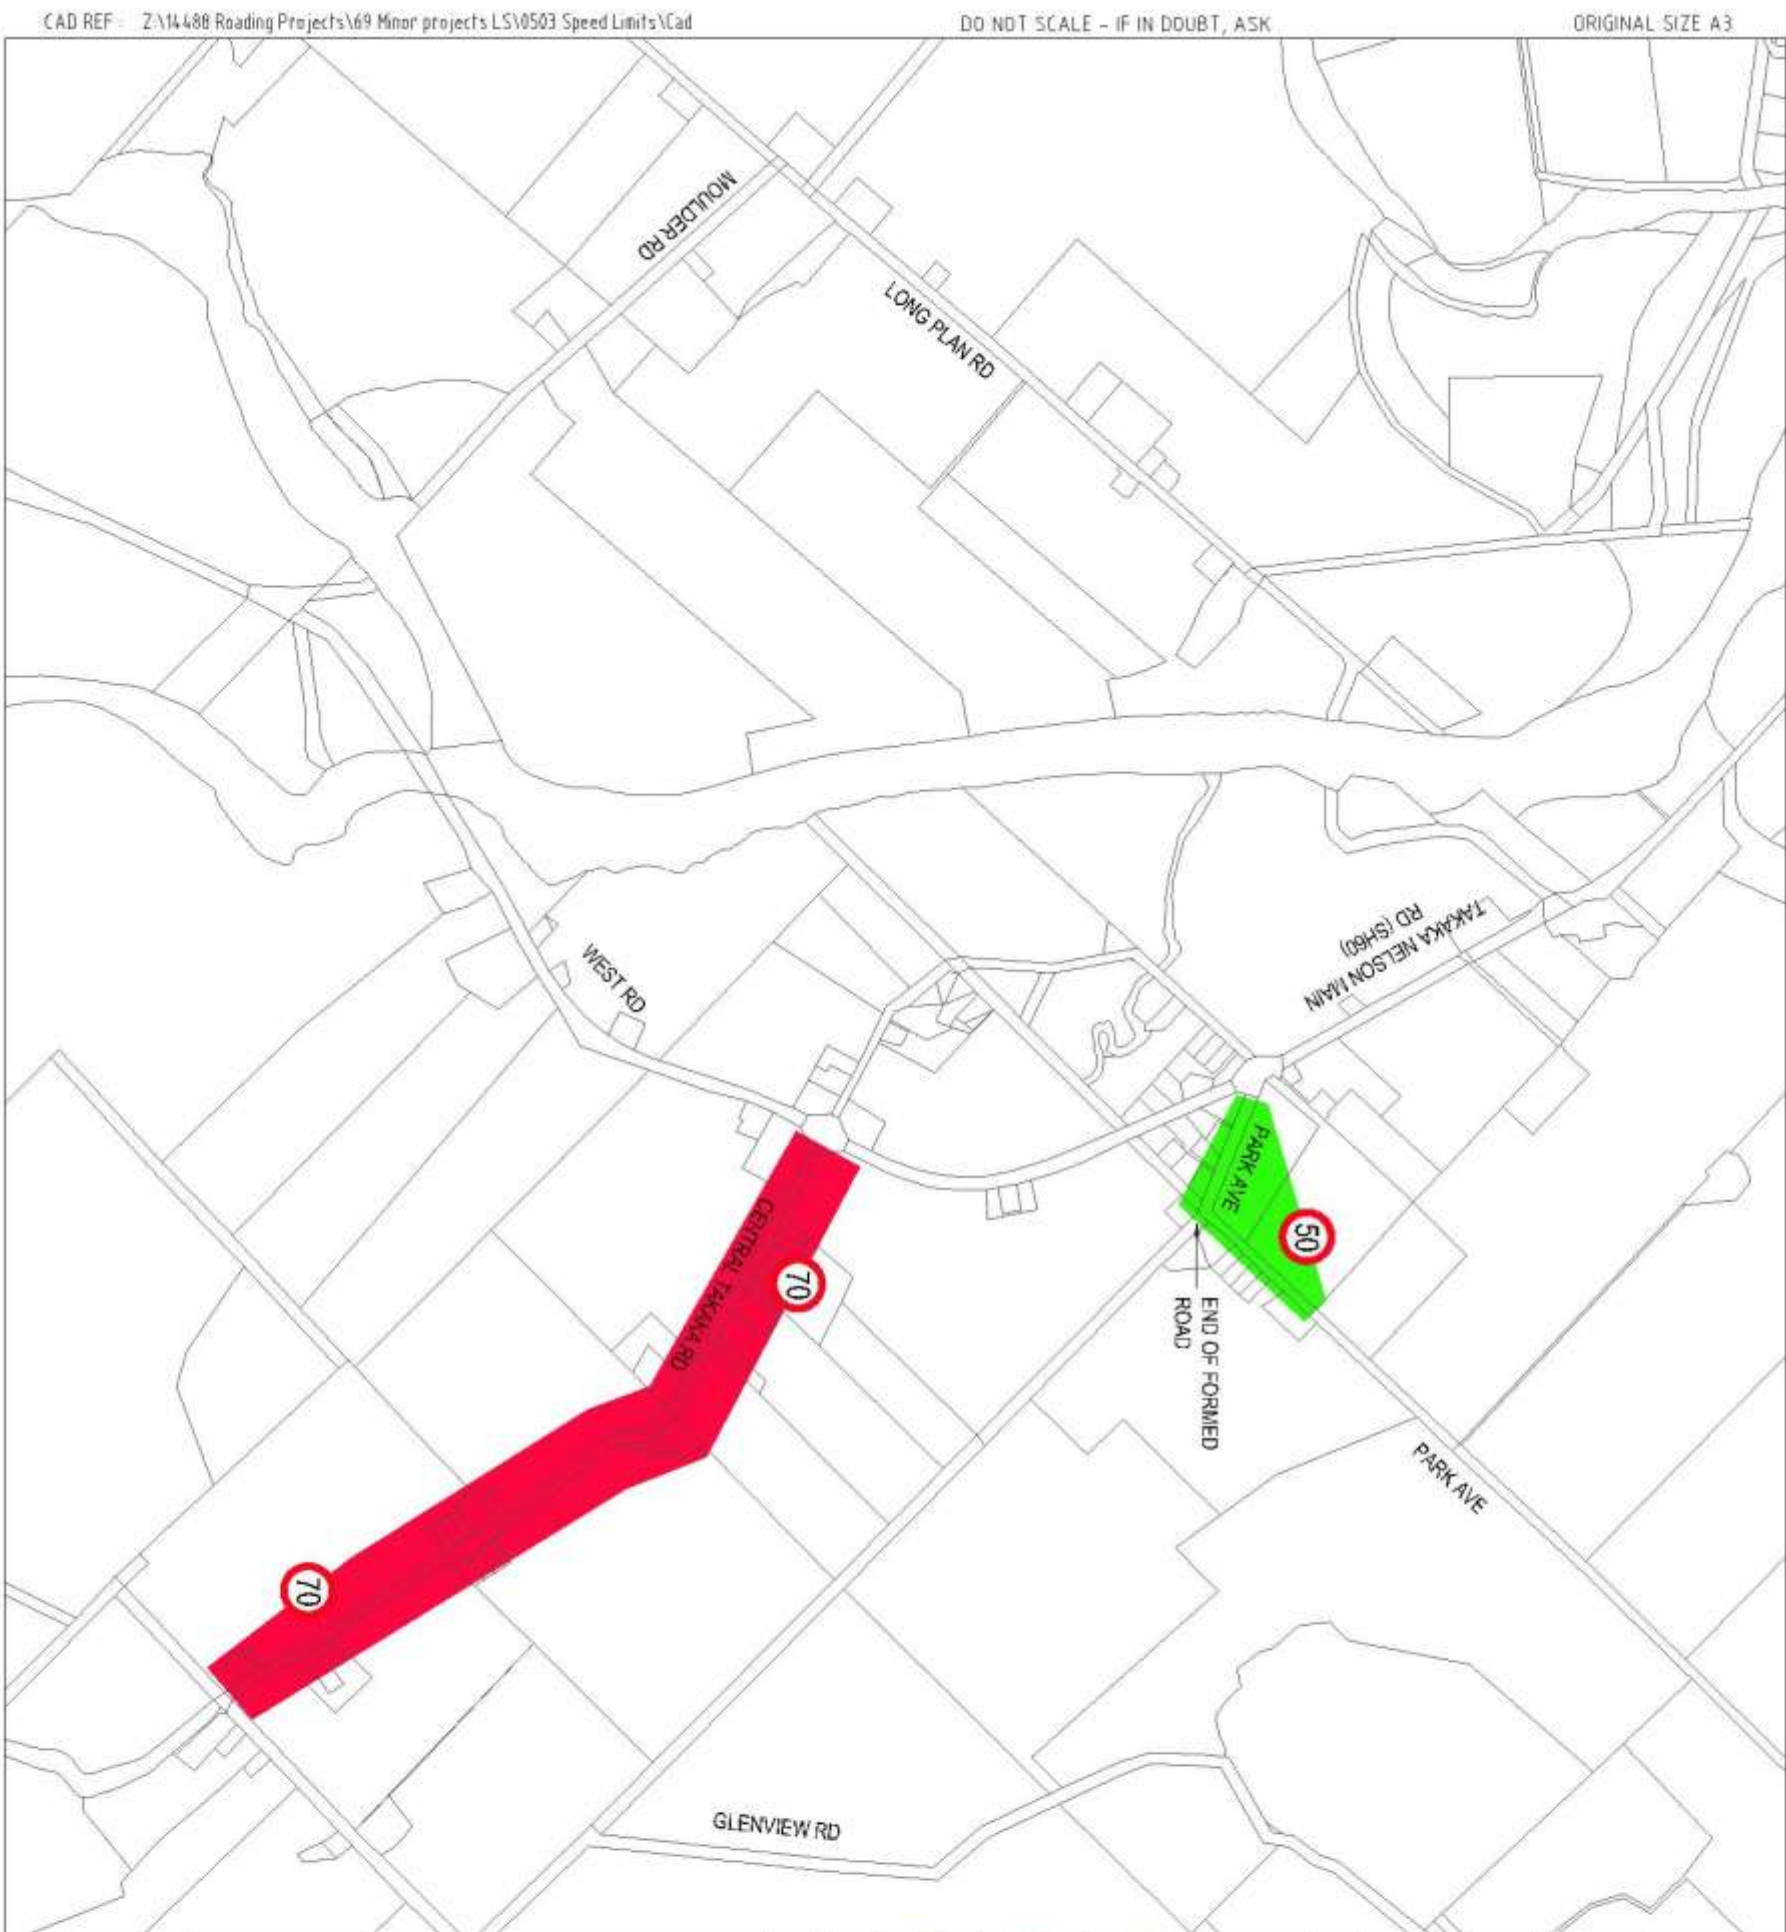 CAD REF : Z:\14488 Roading Projects\69 Minor projects LS\0503 Speed Limits\Cad
DO NOT SCALE - IF IN DOUBT, ASK
ORIGINAL SIZE A3
MOULDER RD
LONG PLAN RD
TAKAKA NELSON MAIN
RD (SH60)
WEST RD
PARK AVE
50
CENTRAL TAKAKA RD
70
END OF FORMED
ROAD
PARK AVE
70
GLENVIEW RD